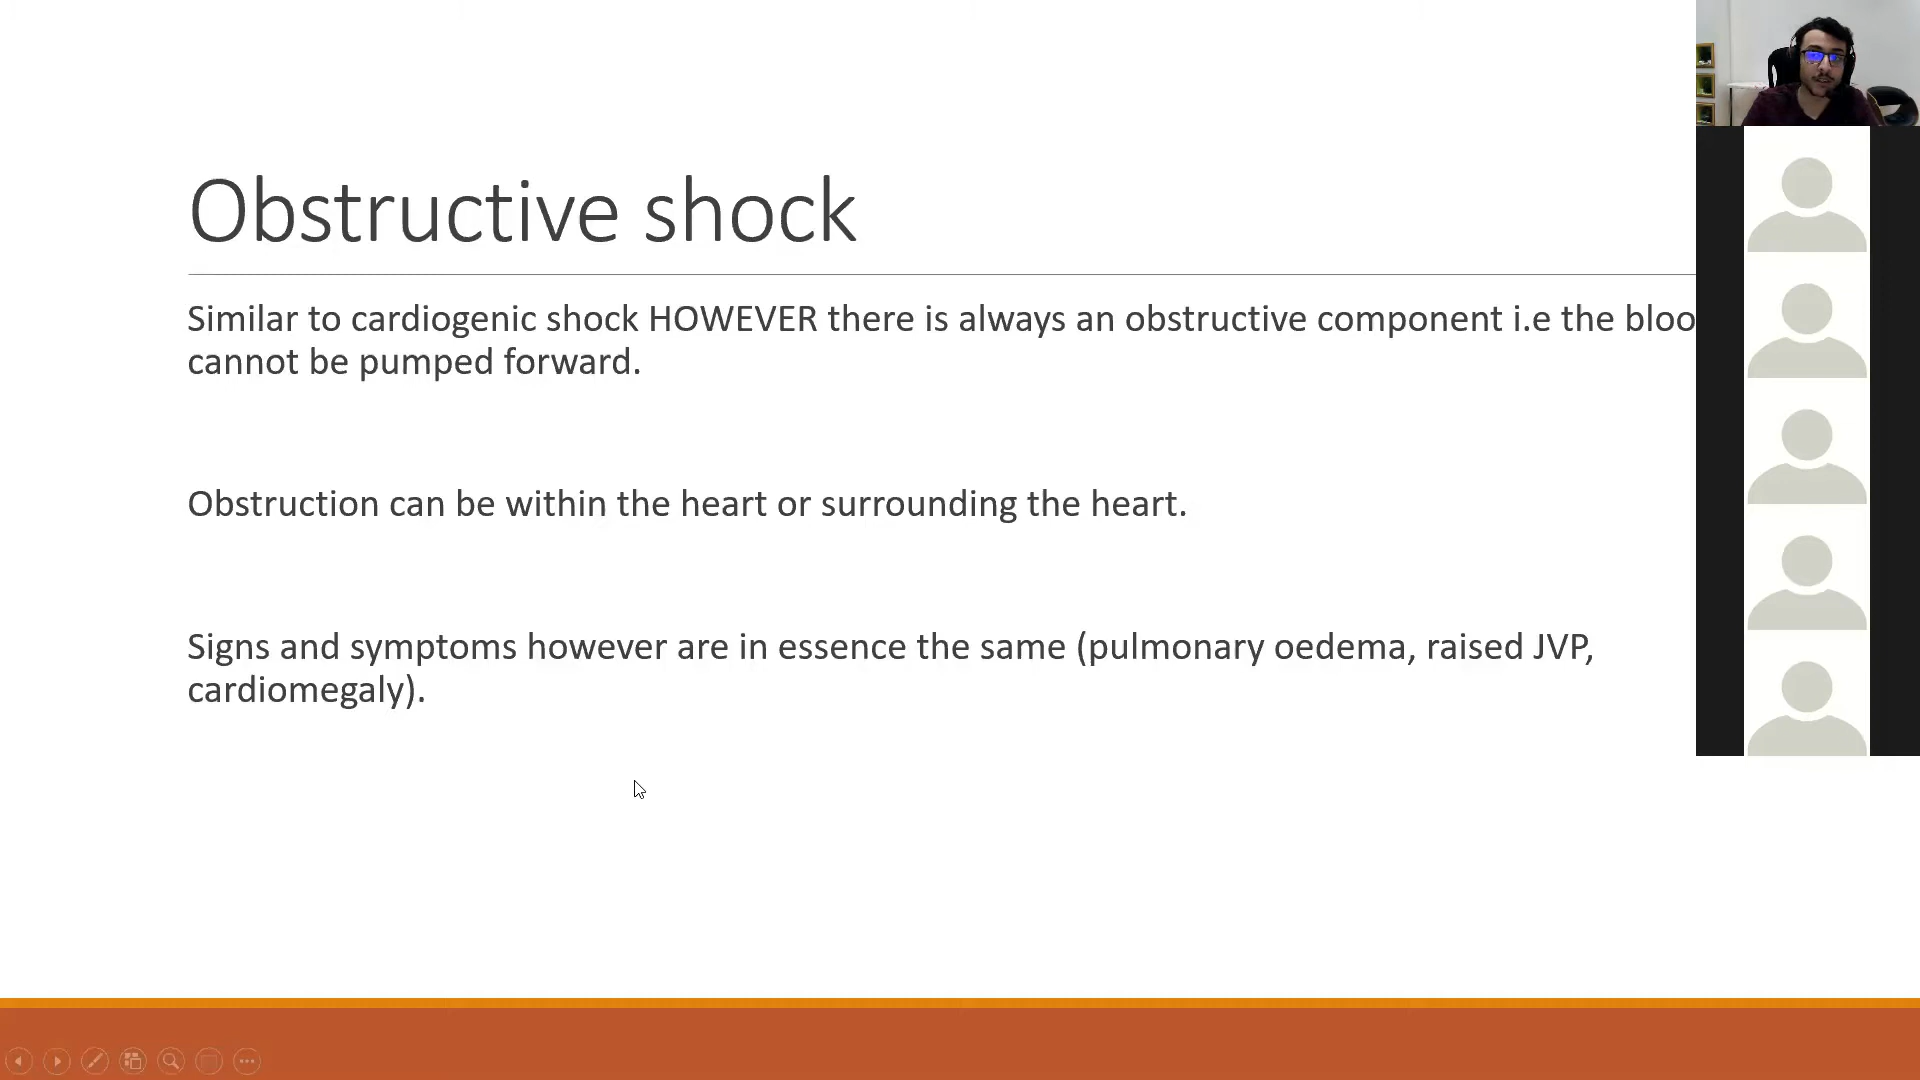 Obstructive shock
Similar to cardiogenic shock HOWEVER there is always an obstructive component i.e the bloo
cannot be pumped forward.
Obstruction can be within the heart or surrounding the heart.
Signs and symptoms however are in essence the same (pulmonary oedema, raised JVP,
cardiomegaly).